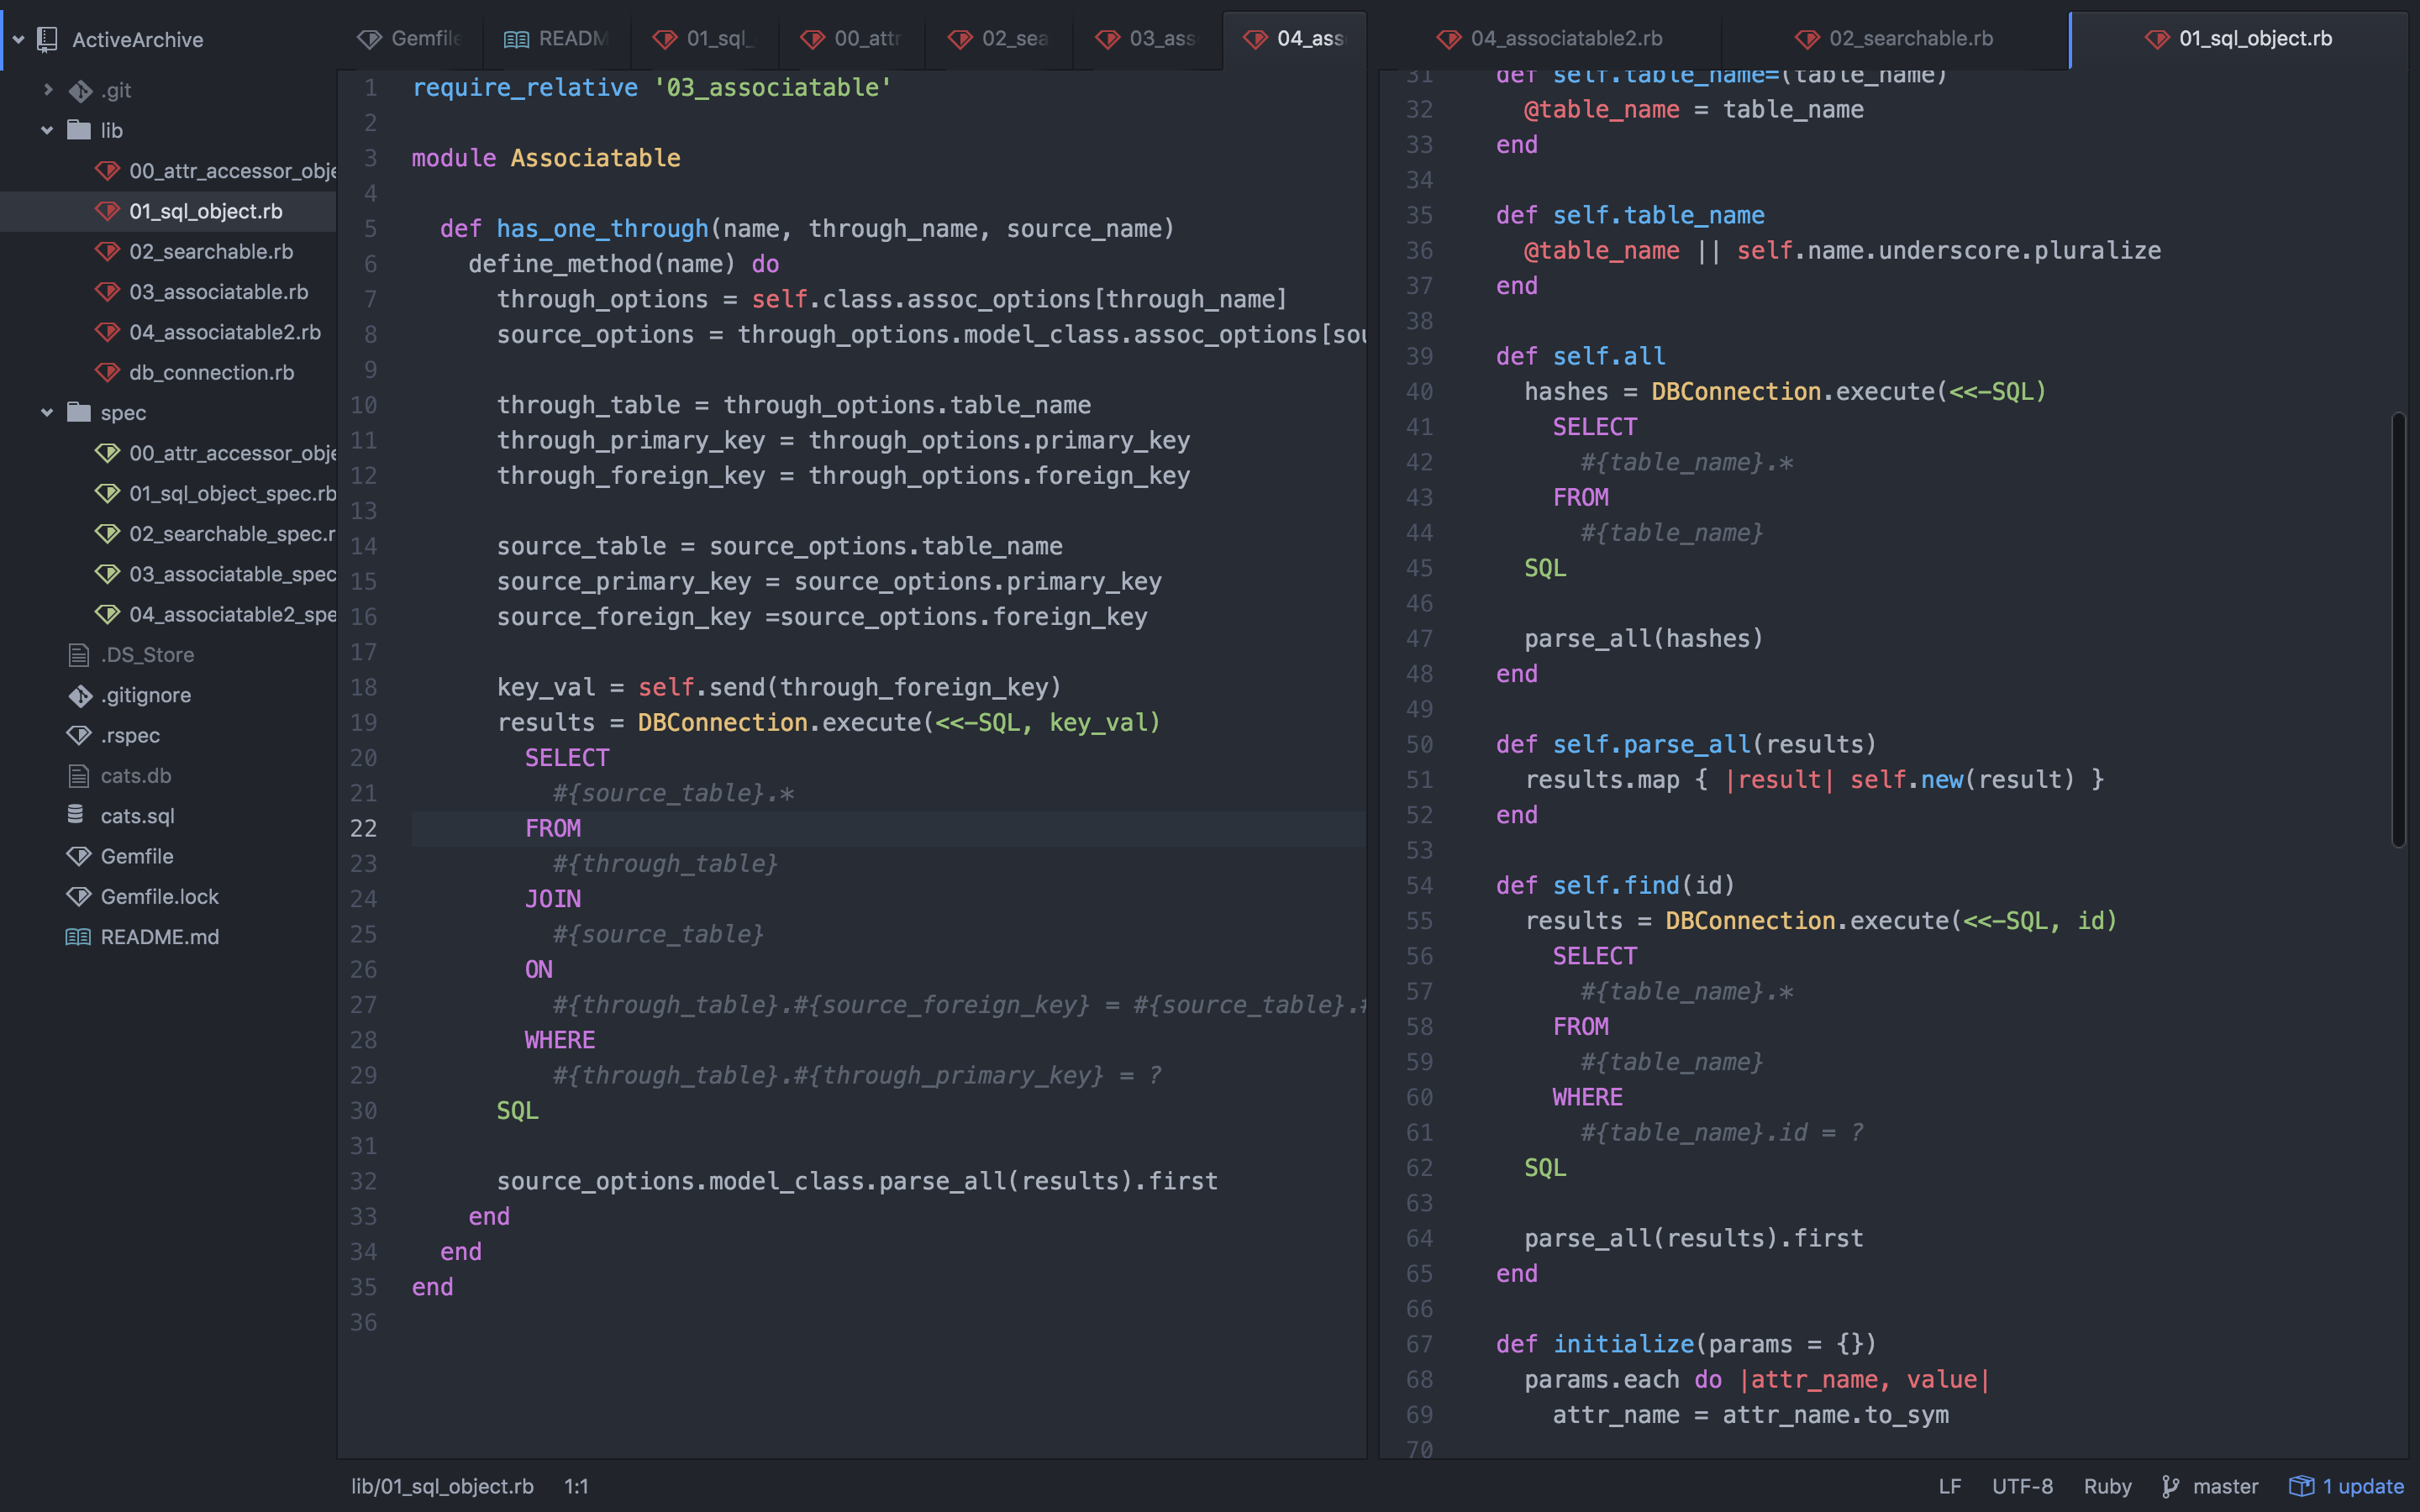 ActiveArchive
.git
lib
00_attr_accessor_obje
01_sql_object.rb
02_searchable.rb
03_associatable.rb
04_associatable2.rb
db_connection.rb
spec
00_attr_accessor_obje
01_sql_object_spec.rb
02_searchable_spec.r
03_associatable_spec
04_associatable2_spe
.DS_Store
.gitignore
.rspec
cats.db
cats.sql
Gemfile
Gemfile.lock
README.md
Gemfile READM 01_sql_ 00_attr 02_sea 03_ass 04_ass
1 require_relative '03_associatable'
2
3 module Associatable
4
5 def has_one_through(name, through_name, source_name)
6 define_method(name) do
7 through_options = self.class.assoc_options[through_name]
8 source_options = through_options.model_class.assoc_options[sou
9
10 through_table = through_options.table_name
11 through_primary_key = through_options.primary_key
12 through_foreign_key = through_options.foreign_key
13
14 source_table = source_options.table_name
15 source_primary_key = source_options.primary_key
16 source_foreign_key =source_options.foreign_key
17
18 key_val = self.send(through_foreign_key)
19 results = DBConnection.execute(<<-SQL, key_val)
20 SELECT
21 #{source_table}.*
22 FROM
23 #{through_table}
24 JOIN
25 #{source_table}
26 ON
27 #{through_table}.#{source_foreign_key} = #{source_table}.#
28 WHERE
29 #{through_table}.#{through_primary_key} = ?
30 SQL
31
32 source_options.model_class.parse_all(results).first
33 end
34 end
35 end
36
04_associatable2.rb 02_searchable.rb 01_sql_object.rb
31 def self.table_name=(table_name)
32 @table_name = table_name
33 end
34
35 def self.table_name
36 @table_name || self.name.underscore.pluralize
37 end
38
39 def self.all
40 hashes = DBConnection.execute(<<-SQL)
41 SELECT
42 #{table_name}.*
43 FROM
44 #{table_name}
45 SQL
46
47 parse_all(hashes)
48 end
49
50 def self.parse_all(results)
51 results.map { |result| self.new(result) }
52 end
53
54 def self.find(id)
55 results = DBConnection.execute(<<-SQL, id)
56 SELECT
57 #{table_name}.*
58 FROM
59 #{table_name}
60 WHERE
61 #{table_name}.id = ?
62 SQL
63
64 parse_all(results).first
65 end
66
67 def initialize(params = {})
68 params.each do |attr_name, value|
69 attr_name = attr_name.to_sym
70
lib/01_sql_object.rb 1:1
LF UTF-8 Ruby master 1 update